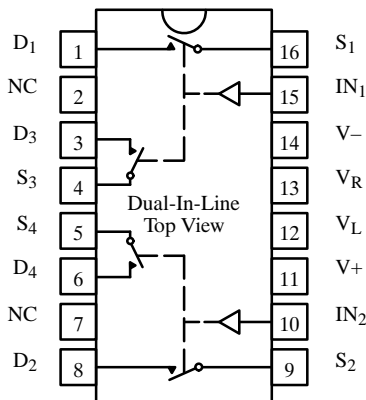 D1 1 16 S1
NC 2 15 IN1
D3 3 14 V–
S3 4 13 VR
Dual-In-Line
Top View
S4 5 12 VL
D4 6 11 V+
NC 7 10 IN2
D2 8 9 S2